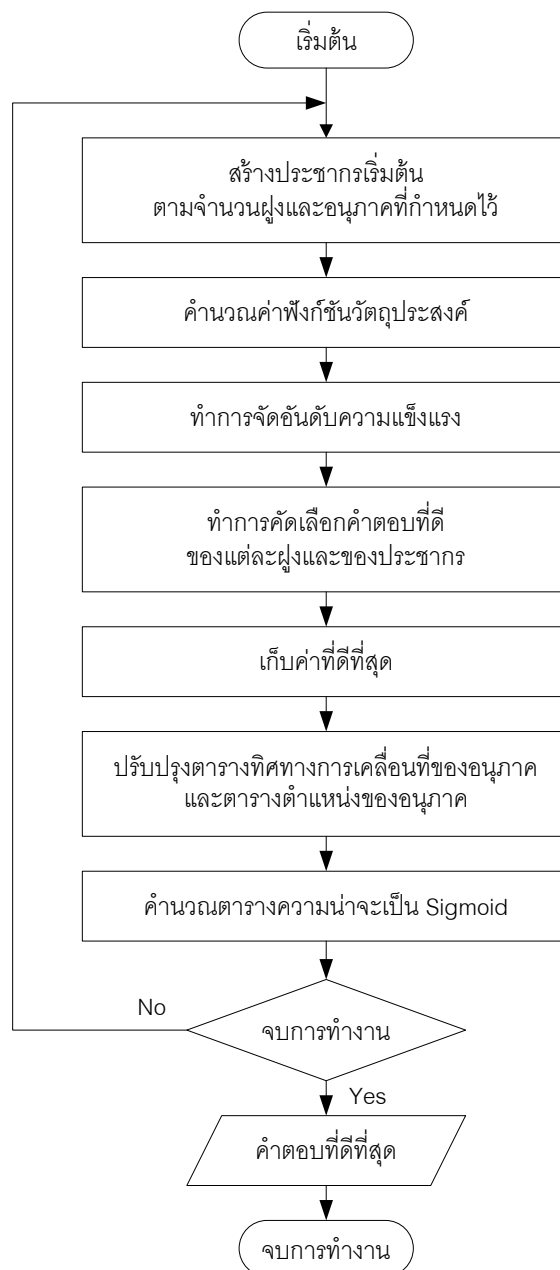 เริ่มต้น
สร้างประชากรเริ่มต้น
ตามจำนวนฝูงและอนุภาคที่กำหนดไว้
คำนวณค่าฟังก์ชันวัตถุประสงค์
ทำการจัดอันดับความแข็งแรง
ทำการคัดเลือกคำตอบที่ดี
ของแต่ละฝูงและของประชากร
เก็บค่าที่ดีที่สุด
ปรับปรุงตารางทิศทางการเคลื่อนที่ของอนุภาค
และตารางตำแหน่งของอนุภาค
คำนวณตารางความน่าจะเป็น Sigmoid
No
จบการทำงาน
Yes
คำตอบที่ดีที่สุด
จบการทำงาน